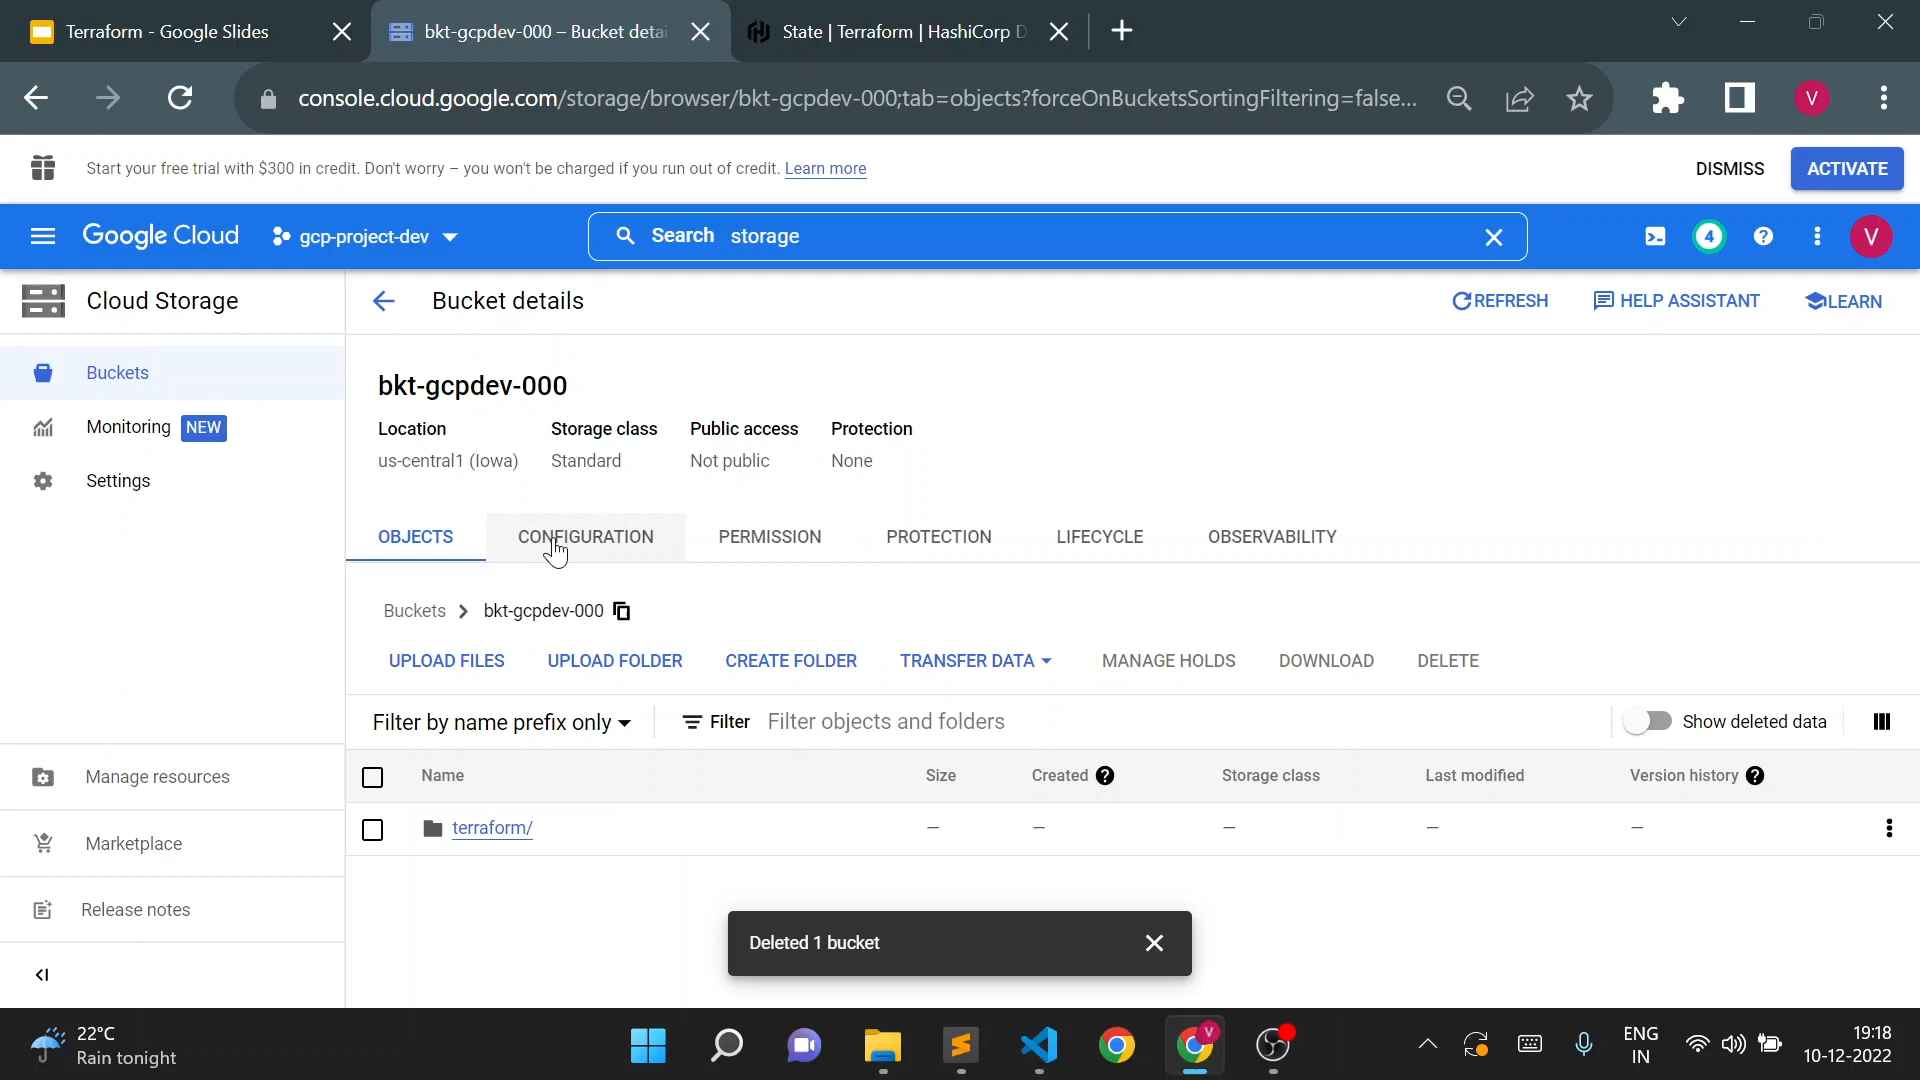 Terraform - Google Slides
bkt-gcpdev-000 – Bucket detai
State | Terraform | HashiCorp D
console.cloud.google.com/storage/browser/bkt-gcpdev-000;tab=objects?forceOnBucketsSortingFiltering=false...
V
Start your free trial with $300 in credit. Don't worry – you won't be charged if you run out of credit. Learn more
DISMISS
ACTIVATE
Google Cloud
gcp-project-dev
Search storage
4
V
Cloud Storage
Bucket details
REFRESH
HELP ASSISTANT
LEARN
Buckets
Monitoring NEW
Settings
bkt-gcpdev-000
Location Storage class Public access Protection
us-central1 (Iowa) Standard Not public None
OBJECTS CONFIGURATION PERMISSION PROTECTION LIFECYCLE OBSERVABILITY
Buckets > bkt-gcpdev-000
UPLOAD FILES UPLOAD FOLDER CREATE FOLDER TRANSFER DATA MANAGE HOLDS DOWNLOAD DELETE
Filter by name prefix only Filter Filter objects and folders Show deleted data
Name Size Created Storage class Last modified Version history
terraform/ — — — — —
Manage resources
Marketplace
Release notes
Deleted 1 bucket
22°C
Rain tonight
V
ENG
IN
19:18
10-12-2022